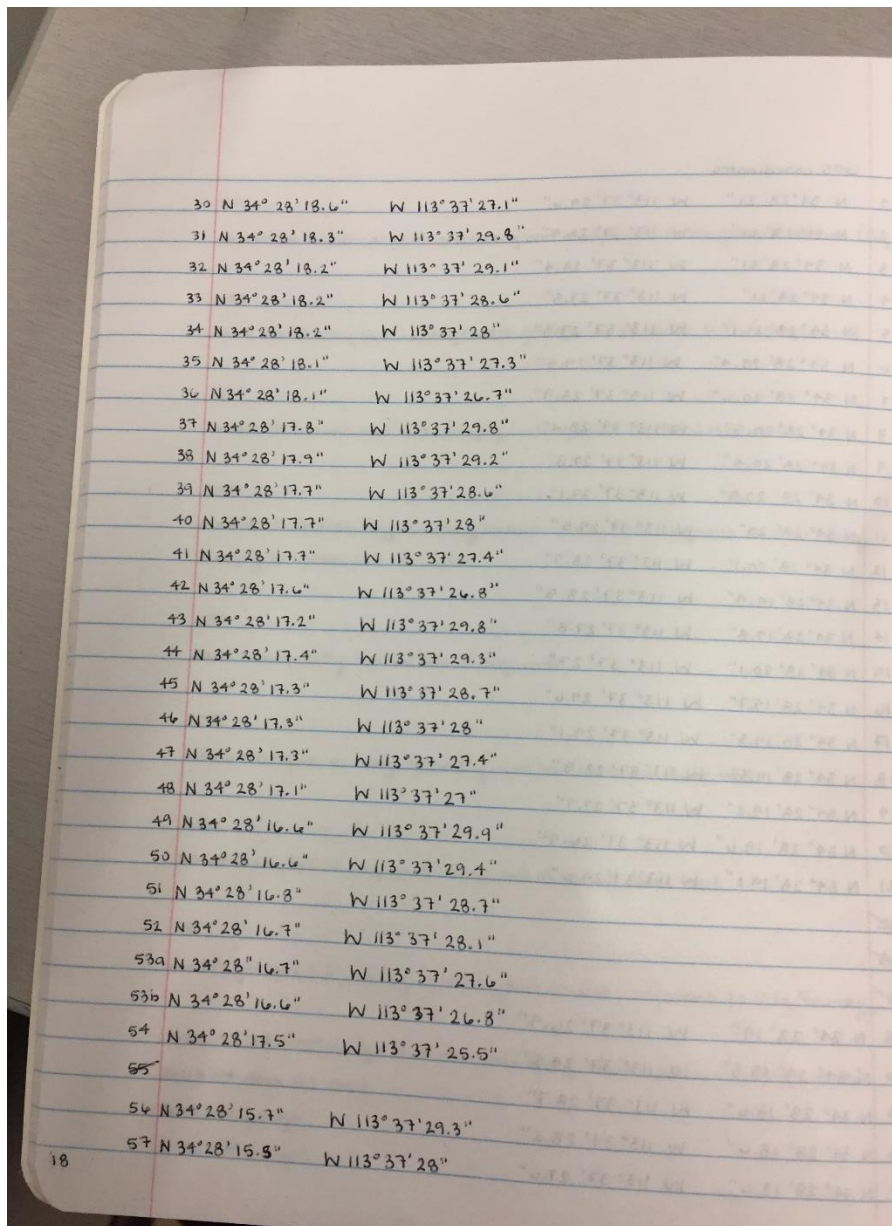 30 N 34° 28' 18.6" W 113° 37' 27.1"
31 N 34° 28' 18.3" W 113° 37' 29.8"
32 N 34° 28' 18.2" W 113° 37' 29.1"
33 N 34° 28' 18.2" W 113° 37' 28.6"
34 N 34° 28' 18.2" W 113° 37' 28"
35 N 34° 28' 18.1" W 113° 37' 27.3"
36 N 34° 28' 18.1" W 113° 37' 26.7"
37 N 34° 28' 17.8" W 113° 37' 29.8"
38 N 34° 28' 17.9" W 113° 37' 29.2"
39 N 34° 28' 17.7" W 113° 37' 28.6"
40 N 34° 28' 17.7" W 113° 37' 28"
41 N 34° 28' 17.7" W 113° 37' 27.4"
42 N 34° 28' 17.6" W 113° 37' 26.8"
43 N 34° 28' 17.2" W 113° 37' 29.8"
44 N 34° 28' 17.4" W 113° 37' 29.3"
45 N 34° 28' 17.3" W 113° 37' 28.7"
46 N 34° 28' 17.3" W 113° 37' 28"
47 N 34° 28' 17.3" W 113° 37' 27.4"
48 N 34° 28' 17.1" W 113° 37' 27"
49 N 34° 28' 16.6" W 113° 37' 29.9"
50 N 34° 28' 16.6" W 113° 37' 29.4"
51 N 34° 28' 16.8" W 113° 37' 28.7"
52 N 34° 28' 16.7" W 113° 37' 28.1"
53a N 34° 28" 16.7" W 113° 37' 27.6"
53b N 34° 28' 16.6" W 113° 37' 26.8"
54 N 34° 28' 17.5" W 113° 37' 25.5"
55
56 N 34° 28' 15.7" W 113° 37' 29.3"
57 N 34° 28' 15.5" W 113° 37' 28"
18